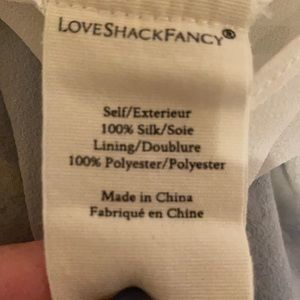 LOVESHACKFANCY®
Self/Exterieur
100% Silk/Soie
Lining/Doublure
100% Polyester/Polyester
Made in China
Fabriqué en Chine